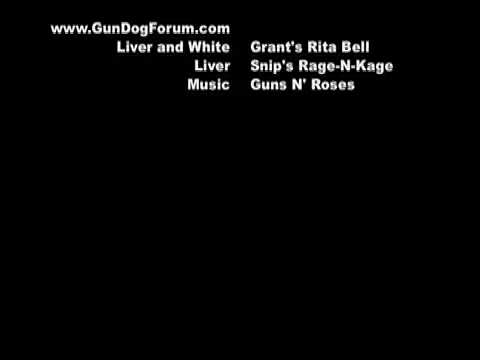 www.GunDogForum.com
Liver and White Grant's Rita Bell
Liver Snip's Rage-N-Kage
Music Guns N' Roses